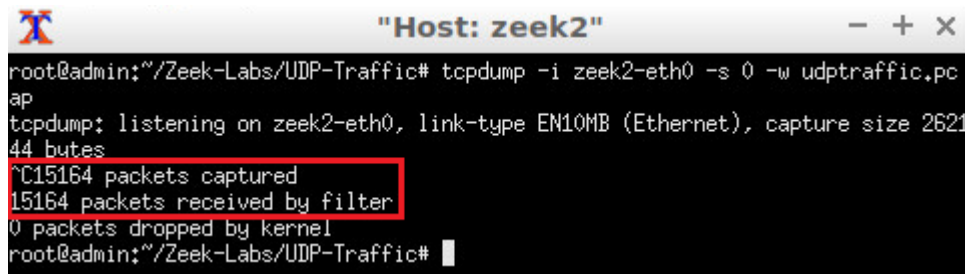 "Host: zeek2"
root@admin:~/Zeek-Labs/UDP-Traffic# tcpdump -i zeek2-eth0 -s 0 -w udptraffic.pc
ap
tcpdump: listening on zeek2-eth0, link-type EN10MB (Ethernet), capture size 2621
44 bytes
^C15164 packets captured
15164 packets received by filter
0 packets dropped by kernel
root@admin:~/Zeek-Labs/UDP-Traffic#